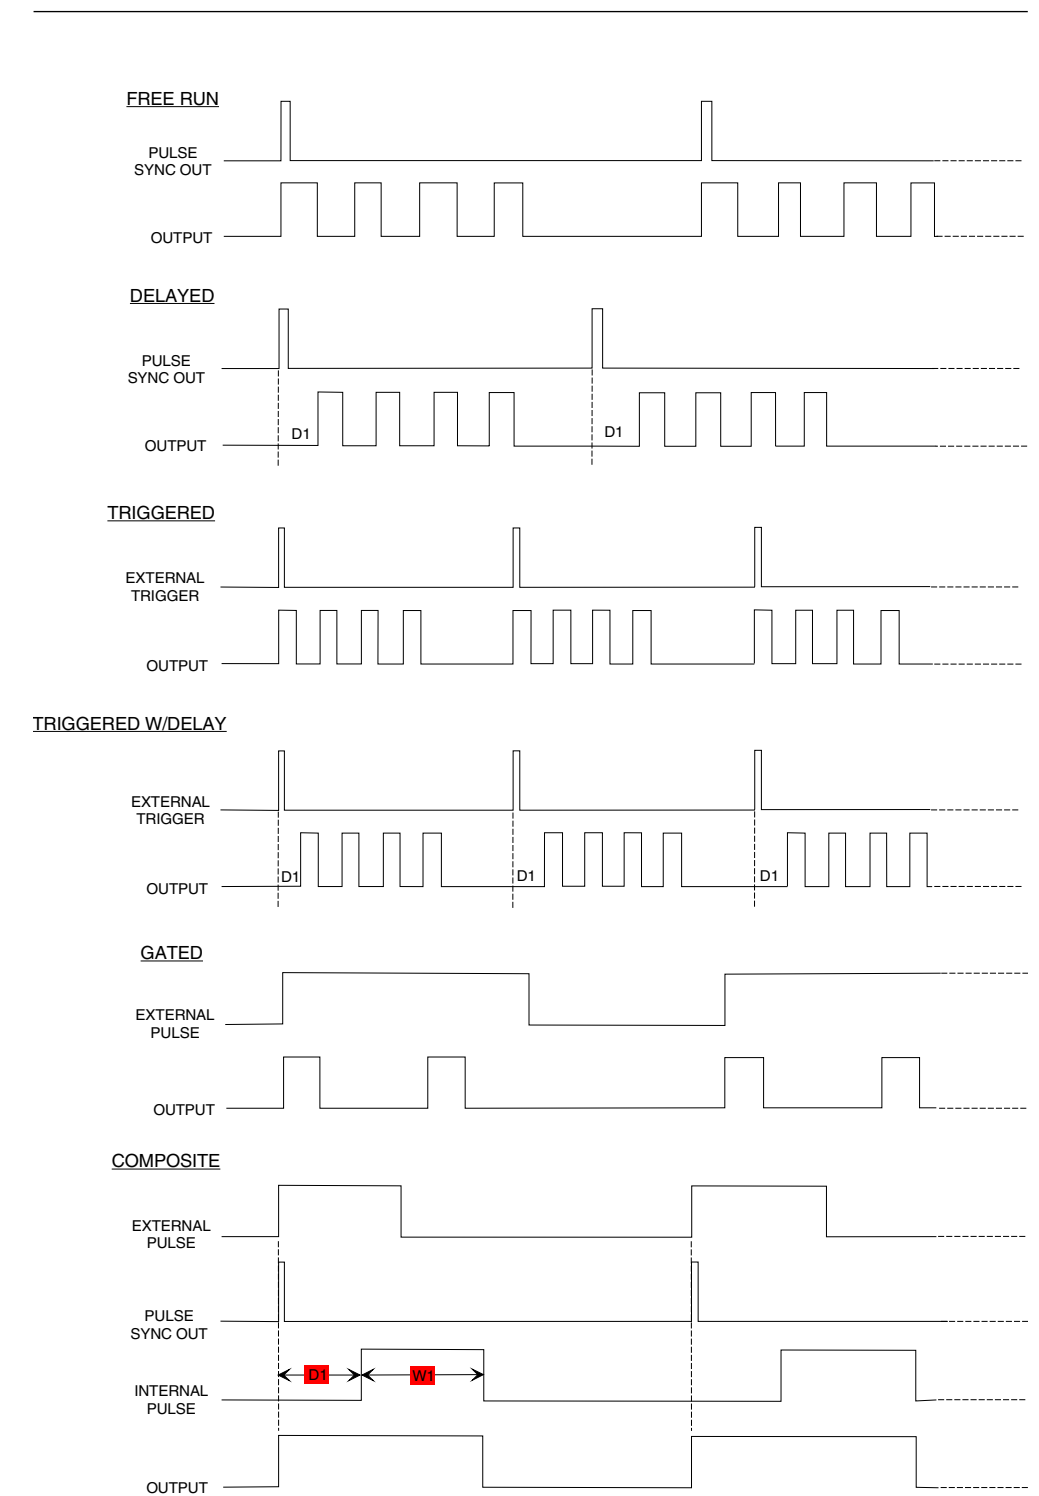 FREE RUN
PULSE
SYNC OUT
OUTPUT
DELAYED
PULSE
SYNC OUT
D1
D1
OUTPUT
TRIGGERED
EXTERNAL
TRIGGER
OUTPUT
TRIGGERED W/DELAY
EXTERNAL
TRIGGER
D1
D1
D1
OUTPUT
GATED
EXTERNAL
PULSE
OUTPUT
COMPOSITE
EXTERNAL
PULSE
PULSE
SYNC OUT
D1
W1
INTERNAL
PULSE
OUTPUT